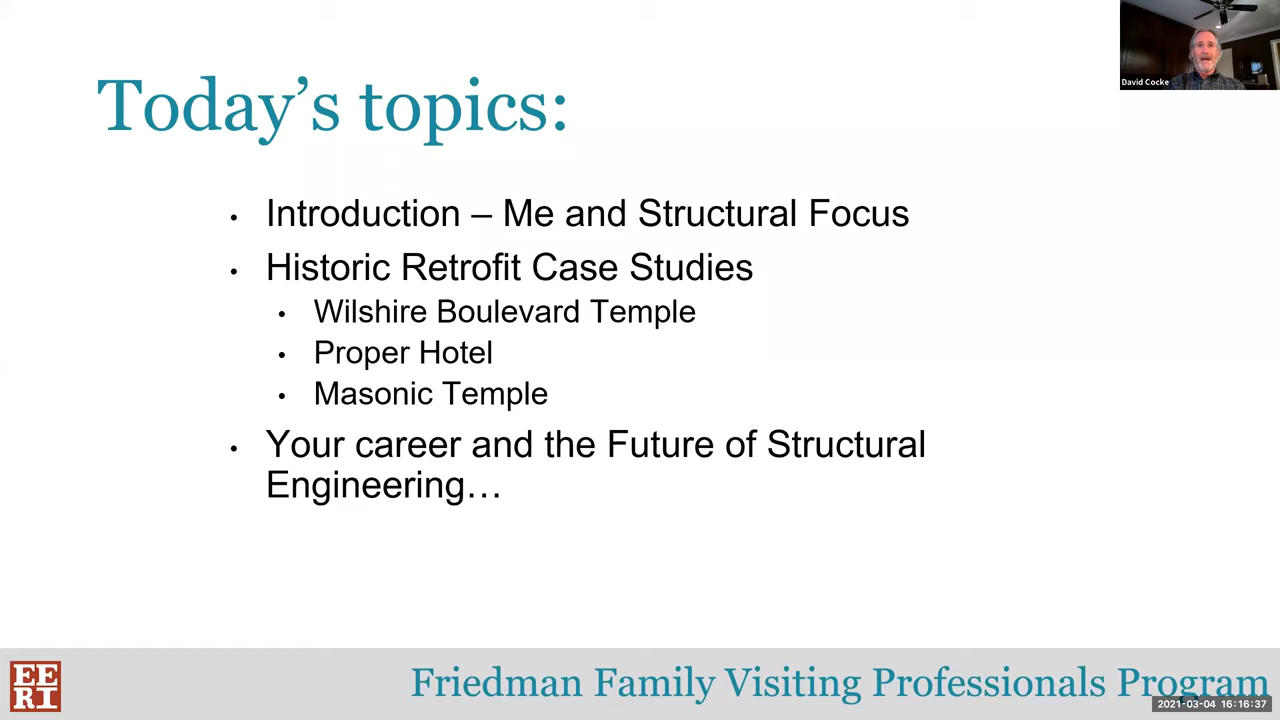 David Cocke
Today's topics:
• Introduction – Me and Structural Focus
• Historic Retrofit Case Studies
• Wilshire Boulevard Temple
• Proper Hotel
• Masonic Temple
• Your career and the Future of Structural
Engineering…
EE
RI
Friedman Family Visiting Professionals Program
2021-03-04 16:16:37